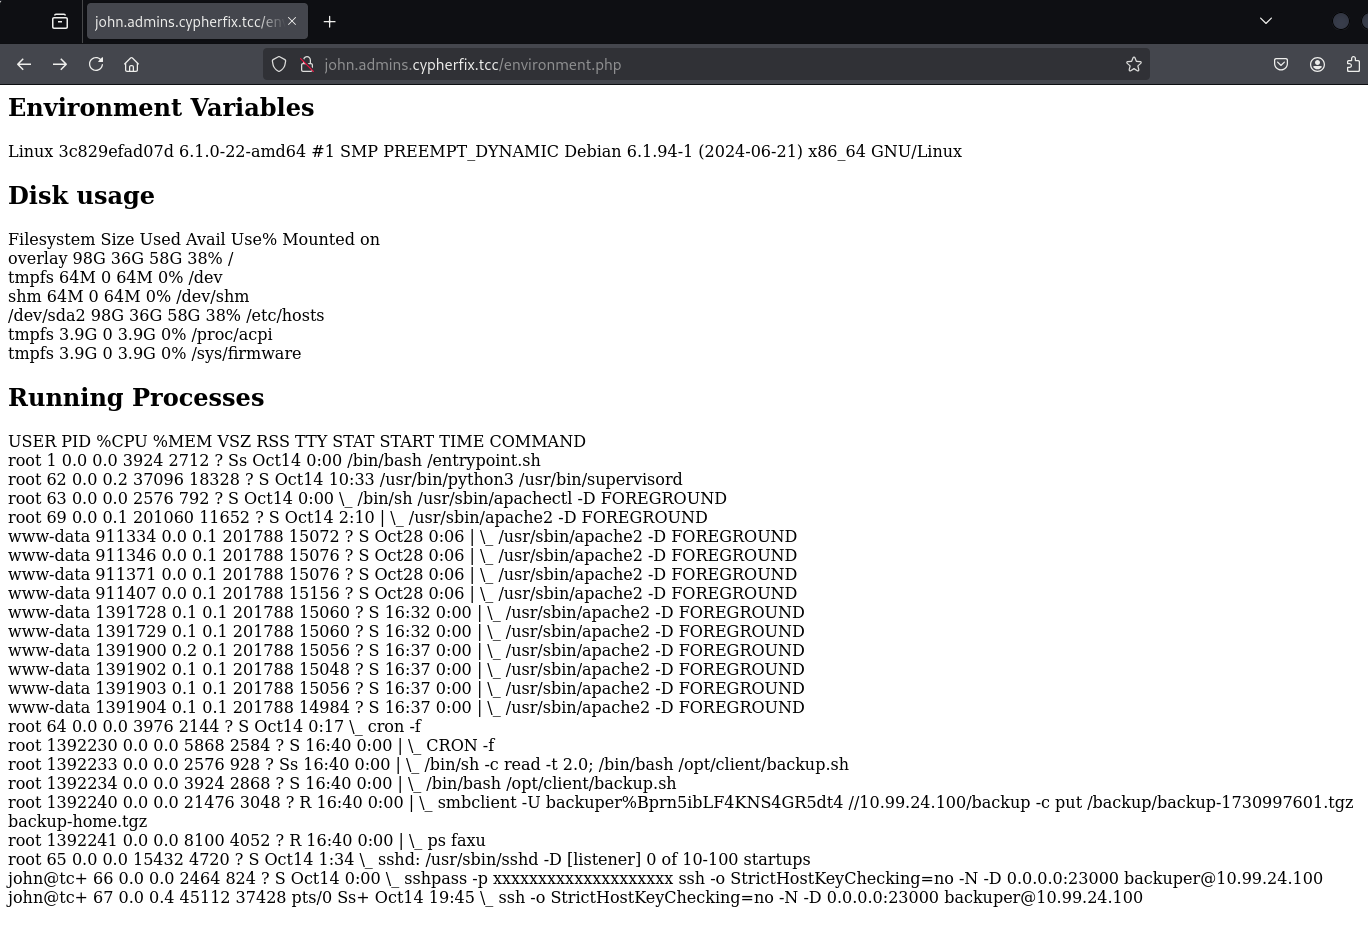 john.admins.cypherfix.tcc/en
john.admins.cypherfix.tcc/environment.php
Environment Variables
Linux 3c829efad07d 6.1.0-22-amd64 #1 SMP PREEMPT_DYNAMIC Debian 6.1.94-1 (2024-06-21) x86_64 GNU/Linux
Disk usage
Filesystem Size Used Avail Use% Mounted on
overlay 98G 36G 58G 38% /
tmpfs 64M 0 64M 0% /dev
shm 64M 0 64M 0% /dev/shm
/dev/sda2 98G 36G 58G 38% /etc/hosts
tmpfs 3.9G 0 3.9G 0% /proc/acpi
tmpfs 3.9G 0 3.9G 0% /sys/firmware
Running Processes
USER PID %CPU %MEM VSZ RSS TTY STAT START TIME COMMAND
root 1 0.0 0.0 3924 2712 ? Ss Oct14 0:00 /bin/bash /entrypoint.sh
root 62 0.0 0.2 37096 18328 ? S Oct14 10:33 /usr/bin/python3 /usr/bin/supervisord
root 63 0.0 0.0 2576 792 ? S Oct14 0:00 \_ /bin/sh /usr/sbin/apachectl -D FOREGROUND
root 69 0.0 0.1 201060 11652 ? S Oct14 2:10 | \_ /usr/sbin/apache2 -D FOREGROUND
www-data 911334 0.0 0.1 201788 15072 ? S Oct28 0:06 | \_ /usr/sbin/apache2 -D FOREGROUND
www-data 911346 0.0 0.1 201788 15076 ? S Oct28 0:06 | \_ /usr/sbin/apache2 -D FOREGROUND
www-data 911371 0.0 0.1 201788 15076 ? S Oct28 0:06 | \_ /usr/sbin/apache2 -D FOREGROUND
www-data 911407 0.0 0.1 201788 15156 ? S Oct28 0:06 | \_ /usr/sbin/apache2 -D FOREGROUND
www-data 1391728 0.1 0.1 201788 15060 ? S 16:32 0:00 | \_ /usr/sbin/apache2 -D FOREGROUND
www-data 1391729 0.1 0.1 201788 15060 ? S 16:32 0:00 | \_ /usr/sbin/apache2 -D FOREGROUND
www-data 1391900 0.2 0.1 201788 15056 ? S 16:37 0:00 | \_ /usr/sbin/apache2 -D FOREGROUND
www-data 1391902 0.1 0.1 201788 15048 ? S 16:37 0:00 | \_ /usr/sbin/apache2 -D FOREGROUND
www-data 1391903 0.1 0.1 201788 15056 ? S 16:37 0:00 | \_ /usr/sbin/apache2 -D FOREGROUND
www-data 1391904 0.1 0.1 201788 14984 ? S 16:37 0:00 | \_ /usr/sbin/apache2 -D FOREGROUND
root 64 0.0 0.0 3976 2144 ? S Oct14 0:17 \_ cron -f
root 1392230 0.0 0.0 5868 2584 ? S 16:40 0:00 | \_ CRON -f
root 1392233 0.0 0.0 2576 928 ? Ss 16:40 0:00 | \_ /bin/sh -c read -t 2.0; /bin/bash /opt/client/backup.sh
root 1392234 0.0 0.0 3924 2868 ? S 16:40 0:00 | \_ /bin/bash /opt/client/backup.sh
root 1392240 0.0 0.0 21476 3048 ? R 16:40 0:00 | \_ smbclient -U backuper%Bprn5ibLF4KNS4GR5dt4 //10.99.24.100/backup -c put /backup/backup-1730997601.tgz
backup-home.tgz
root 1392241 0.0 0.0 8100 4052 ? R 16:40 0:00 | \_ ps faxu
root 65 0.0 0.0 15432 4720 ? S Oct14 1:34 \_ sshd: /usr/sbin/sshd -D [listener] 0 of 10-100 startups
john@tc+ 66 0.0 0.0 2464 824 ? S Oct14 0:00 \_ sshpass -p xxxxxxxxxxxxxxxxxxxx ssh -o StrictHostKeyChecking=no -N -D 0.0.0.0:23000 backuper@10.99.24.100
john@tc+ 67 0.0 0.4 45112 37428 pts/0 Ss+ Oct14 19:45 \_ ssh -o StrictHostKeyChecking=no -N -D 0.0.0.0:23000 backuper@10.99.24.100